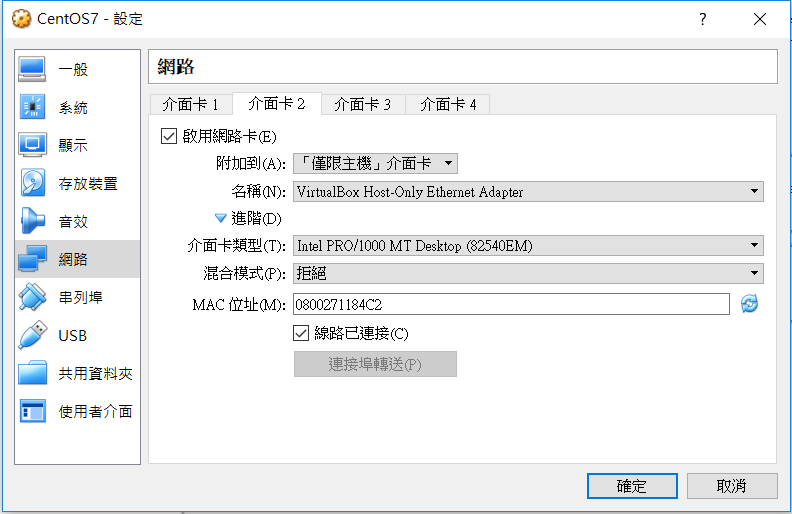 CentOS7 - 設定
?
一般
系統
顯示
存放裝置
音效
網路
串列埠
USB
共用資料夾
使用者介面
網路
介面卡 1 介面卡 2 介面卡 3 介面卡 4
啟用網路卡(E)
附加到(A): 「僅限主機」介面卡
名稱(N): VirtualBox Host-Only Ethernet Adapter
進階(D)
介面卡類型(T): Intel PRO/1000 MT Desktop (82540EM)
混合模式(P): 拒絕
MAC 位址(M): 0800271184C2
線路已連接(C)
連接埠轉送(P)
確定 取消